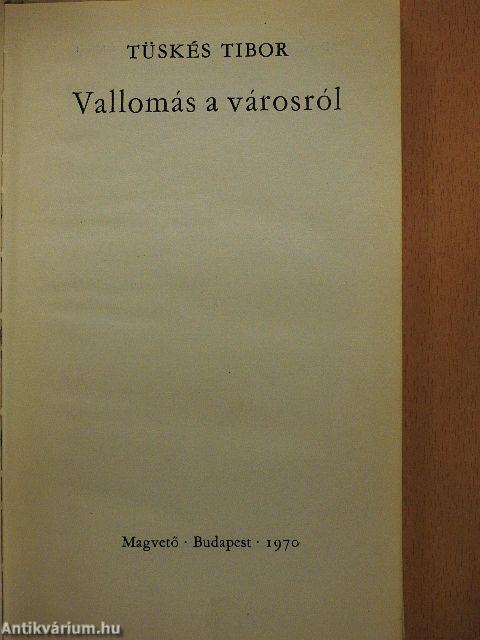 TÜSKÉS TIBOR
Vallomás a városról
Magvető · Budapest · 1970
Antikvárium.hu